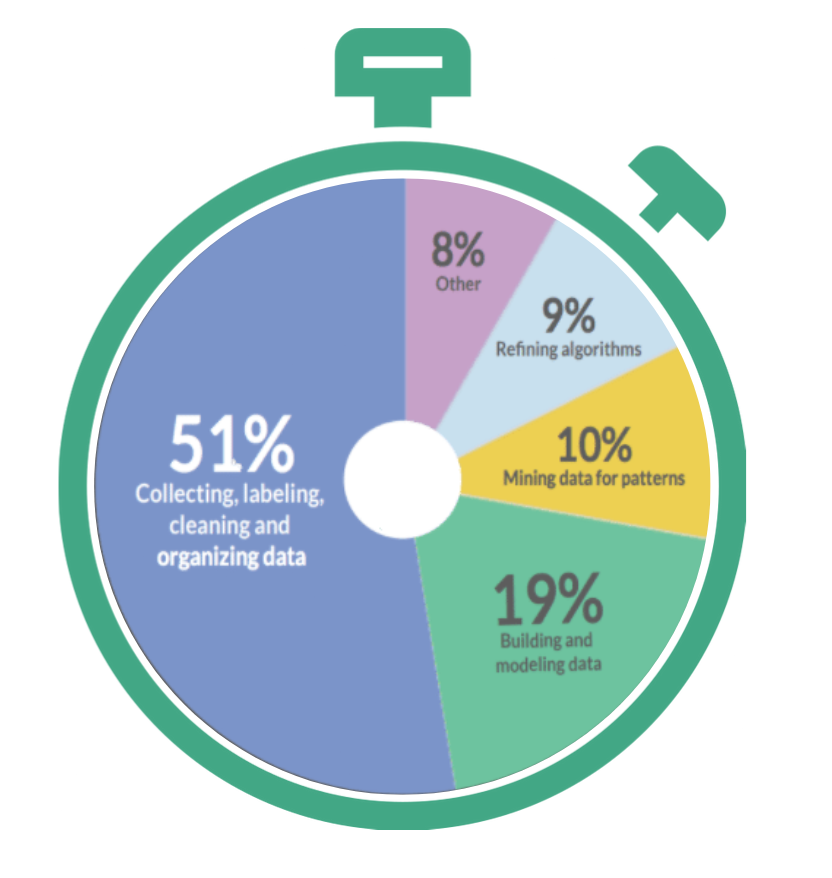 8%
Other
9%
Refining algorithms
10%
Mining data for patterns
51%
Collecting, labeling,
cleaning and
organizing data
19%
Building and
modeling data